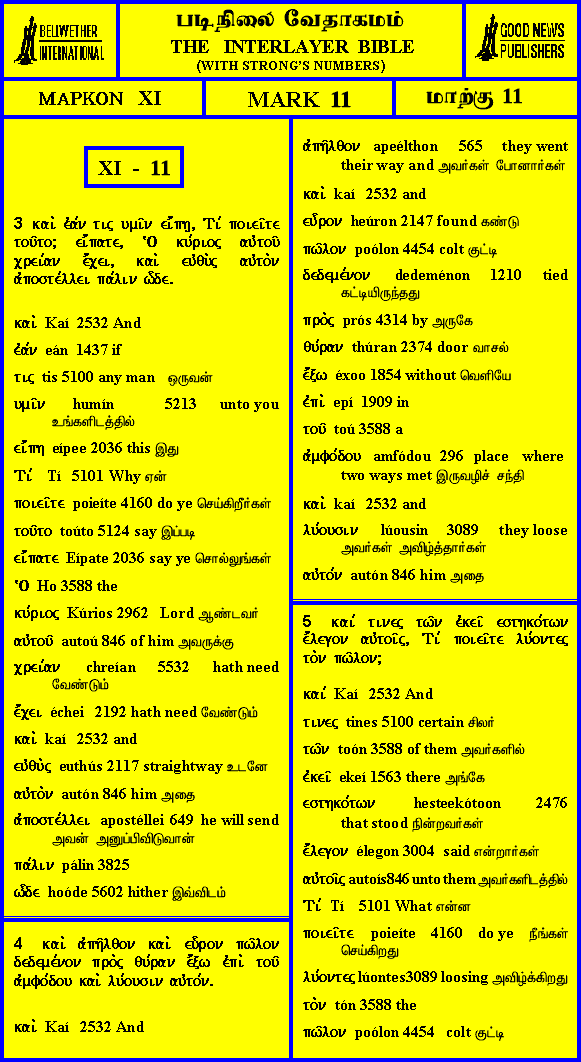 BELLWETHER
INTERNATIONAL
படிநிலை வேதாகமம்
THE INTERLAYER BIBLE
(WITH STRONG'S NUMBERS)
GOOD NEWS
PUBLISHERS
ΜΑΡΚΟΝ XI
MARK 11
மாற்கு 11
XI - 11
3 καὶ ἐάν τις υμῖν εἴπῃ, Τί ποιεῖτε
τοῦτο; εἴπατε, Ὁ κύριος αὐτοῦ
χρείαν ἔχει, καὶ εὐθὺς αὐτὸν
ἀποστέλλει πάλιν ὧδε.
καὶ Kaí 2532 And
ἐάν eán 1437 if
τις tis 5100 any man ஒருவன்
υμῖν humín 5213 unto you
உங்களிடத்தில்
εἴπῃ eípee 2036 this இது
Τί Tí 5101 Why ஏன்
ποιεῖτε poieíte 4160 do ye செய்கிறீர்கள்
τοῦτο toúto 5124 say இப்படி
εἴπατε Eípate 2036 say ye சொல்லுங்கள்
Ὁ Ho 3588 the
κύριος Kúrios 2962 Lord ஆண்டவர்
αὐτοῦ autoú 846 of him அவருக்கு
χρείαν chreían 5532 hath need
வேண்டும்
ἔχει échei 2192 hath need வேண்டும்
καὶ kaí 2532 and
εὐθὺς euthús 2117 straightway உடனே
αὐτὸν autón 846 him அதை
ἀποστέλλει apostéllei 649 he will send
அவன் அனுப்பிவிடுவான்
πάλιν pálin 3825
ὧδε hoóde 5602 hither இவ்விடம்
4 καὶ ἀπῆλθον καὶ εὗρον πῶλον
δεδεμένον πρὸς θύραν ἔξω ἐπὶ τοῦ
ἀμφόδου καὶ λύουσιν αὐτόν.
καὶ Kaí 2532 And
ἀπῆλθον apeélthon 565 they went
their way and அவர்கள் போனார்கள்
καὶ kaí 2532 and
εὗρον heúron 2147 found கண்டு
πῶλον poólon 4454 colt குட்டி
δεδεμένον dedeménon 1210 tied
கட்டியிருந்தது
πρὸς prós 4314 by அருகே
θύραν thúran 2374 door வாசல்
ἔξω éxoo 1854 without வெளியே
ἐπὶ epí 1909 in
τοῦ toú 3588 a
ἀμφόδου amfódou 296 place where
two ways met இருவழிச் சந்தி
καὶ kaí 2532 and
λύουσιν lúousin 3089 they loose
அவர்கள் அவிழ்த்தார்கள்
αὐτόν autón 846 him அதை
5 καί τινες τῶν ἐκεῖ εστηκότων
ἔλεγον αὐτοῖς, Τί ποιεῖτε λύοντες
τὸν πῶλον;
καί Kaí 2532 And
τινες tines 5100 certain சிலர்
τῶν toón 3588 of them அவர்களில்
ἐκεῖ ekeí 1563 there அங்கே
εστηκότων hesteekótoon 2476
that stood நின்றவர்கள்
ἔλεγον élegon 3004 said என்றார்கள்
αὐτοῖς autoís846 unto them அவர்களிடத்தில்
Τί Tí 5101 What என்ன
ποιεῖτε poieíte 4160 do ye நீங்கள்
செய்கிறது
λύοντες lúontes3089 loosing அவிழ்க்கிறது
τὸν tón 3588 the
πῶλον poólon 4454 colt குட்டி